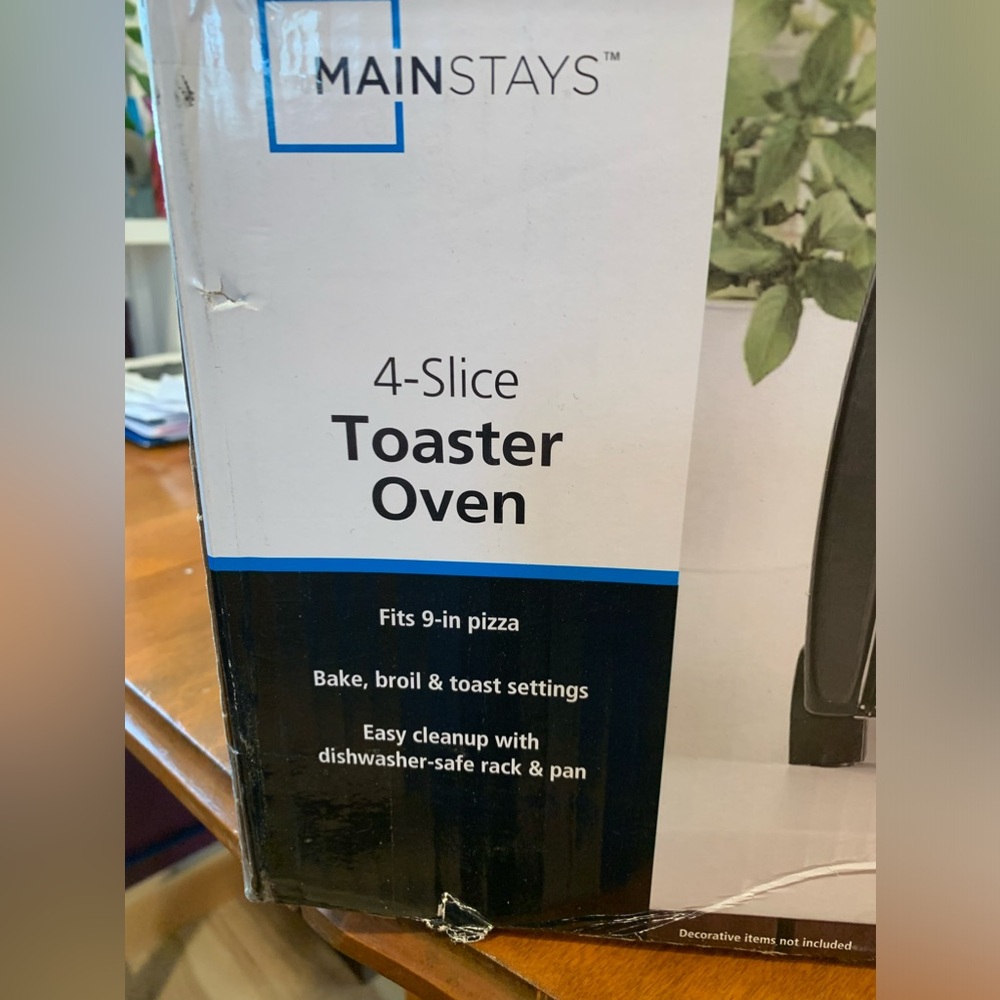 MAINSTAYS™
4-Slice
Toaster
Oven
Fits 9-in pizza
Bake, broil & toast settings
Easy cleanup with
dishwasher-safe rack & pan
Decorative items not included